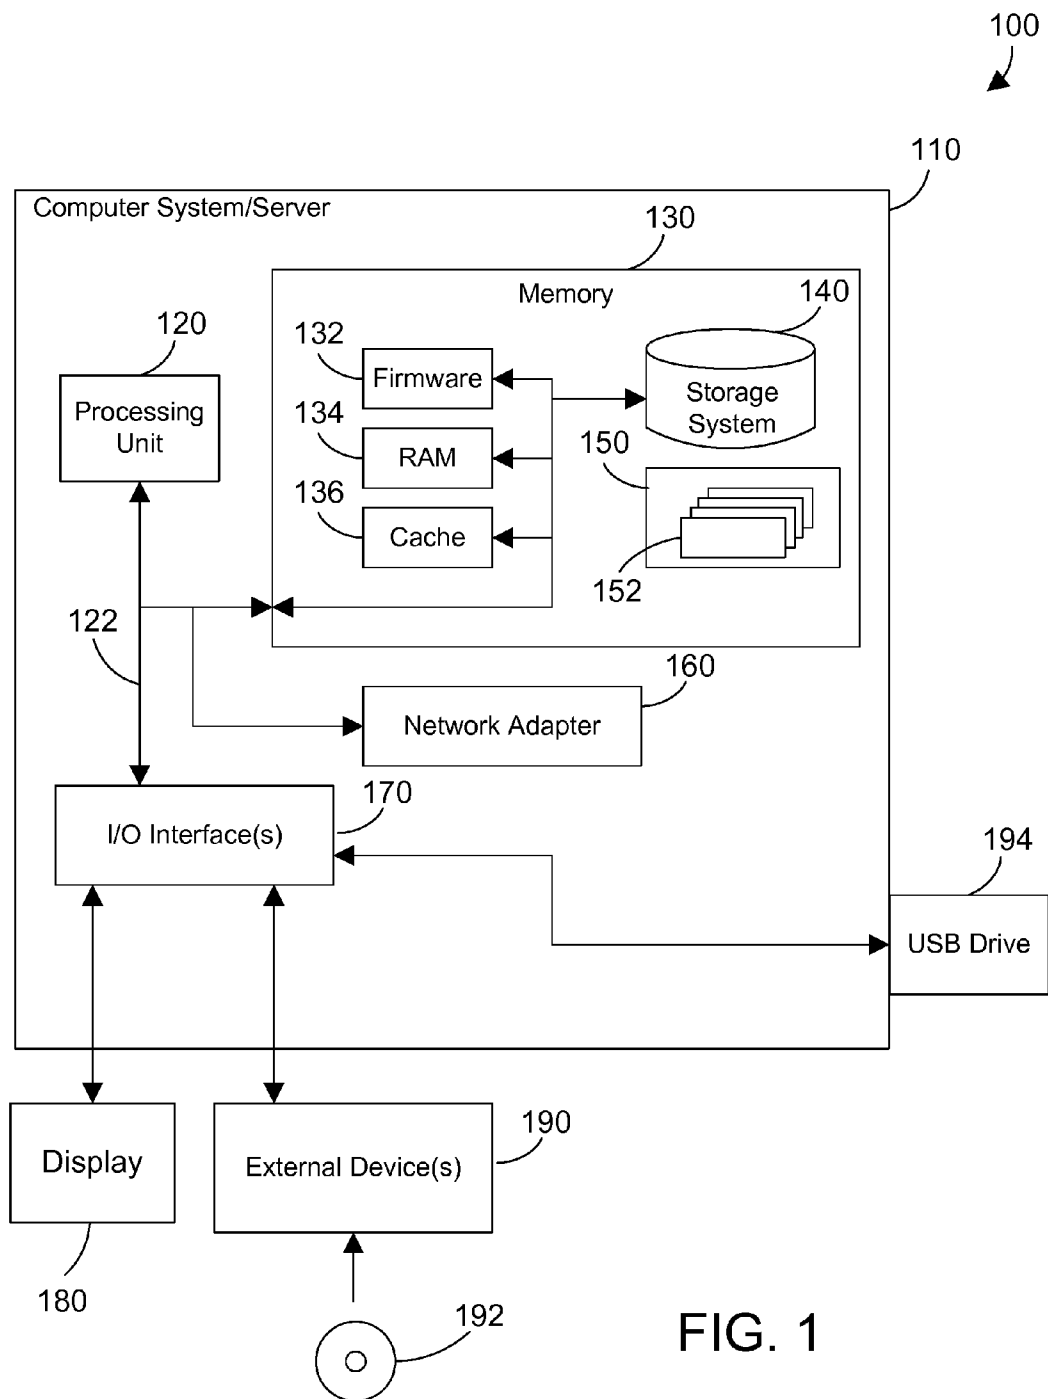 100
110
Computer System/Server
130
Memory
140
120
132
Firmware
Processing
Unit
Storage
System
134
RAM
150
136
Cache
152
122
160
Network Adapter
170
I/O Interface(s)
194
USB Drive
190
Display
External Device(s)
180
192
FIG. 1